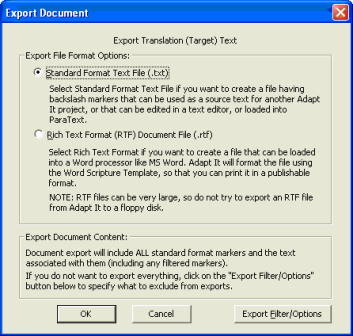 Export Document
Export Translation (Target) Text
Export File Format Options:
Standard Format Text File (.txt)
Select Standard Format Text File if you want to create a file having
backslash markers that can be used as a source text for another Adapt
It project, or that can be edited in a text editor, or loaded into
ParaText.
Rich Text Format (RTF) Document File (.rtf)
Select Rich Text Format if you want to create a file that can be loaded
into a Word processor like MS Word. Adapt It will format the file using
the Word Scripture Template, so that you can print it in a publishable
format.
NOTE: RTF files can be very large, so do not try to export an RTF file
from Adapt It to a floppy disk.
Export Document Content:
Document export will include ALL standard format markers and the text
associated with them (including any filtered markers).
If you do not want to export everything, click on the "Export Filter/Options"
button below to specify what to exclude from exports.
OK
Cancel
Export Filter/Options